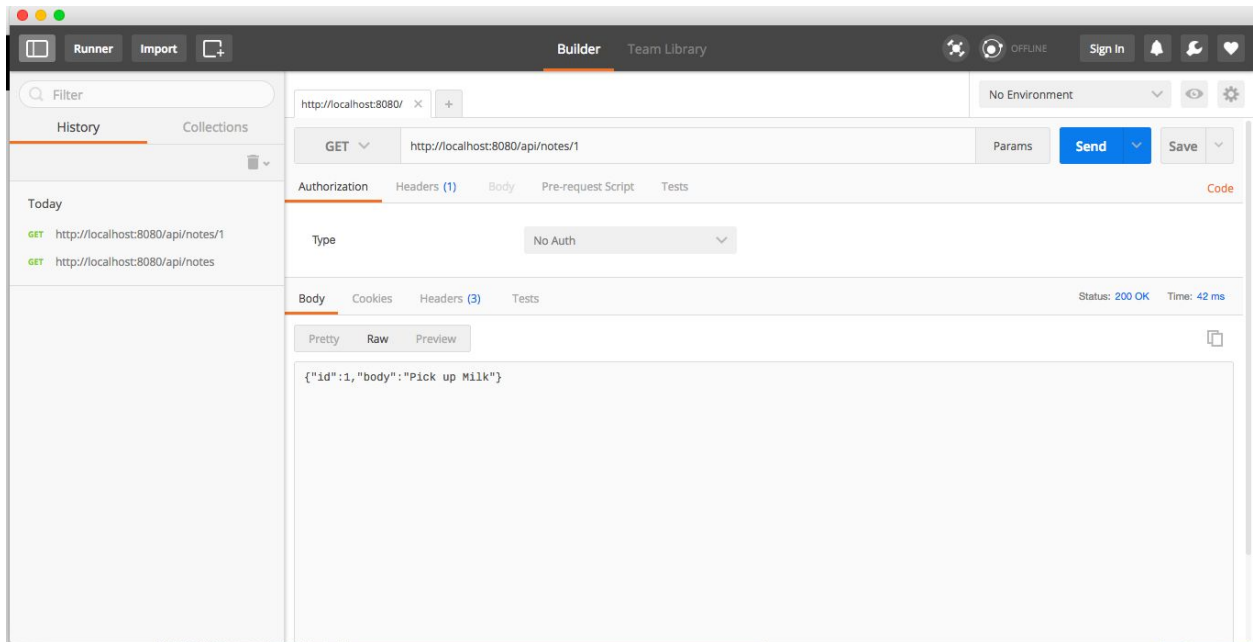 Runner Import Builder Team Library OFFLINE Sign In
Filter
History Collections
Today
GET http://localhost:8080/api/notes/1
GET http://localhost:8080/api/notes
http://localhost:8080/ No Environment
GET http://localhost:8080/api/notes/1 Params Send Save
Authorization Headers (1) Body Pre-request Script Tests Code
Type No Auth
Body Cookies Headers (3) Tests Status: 200 OK Time: 42 ms
Pretty Raw Preview
{"id":1,"body":"Pick up Milk"}